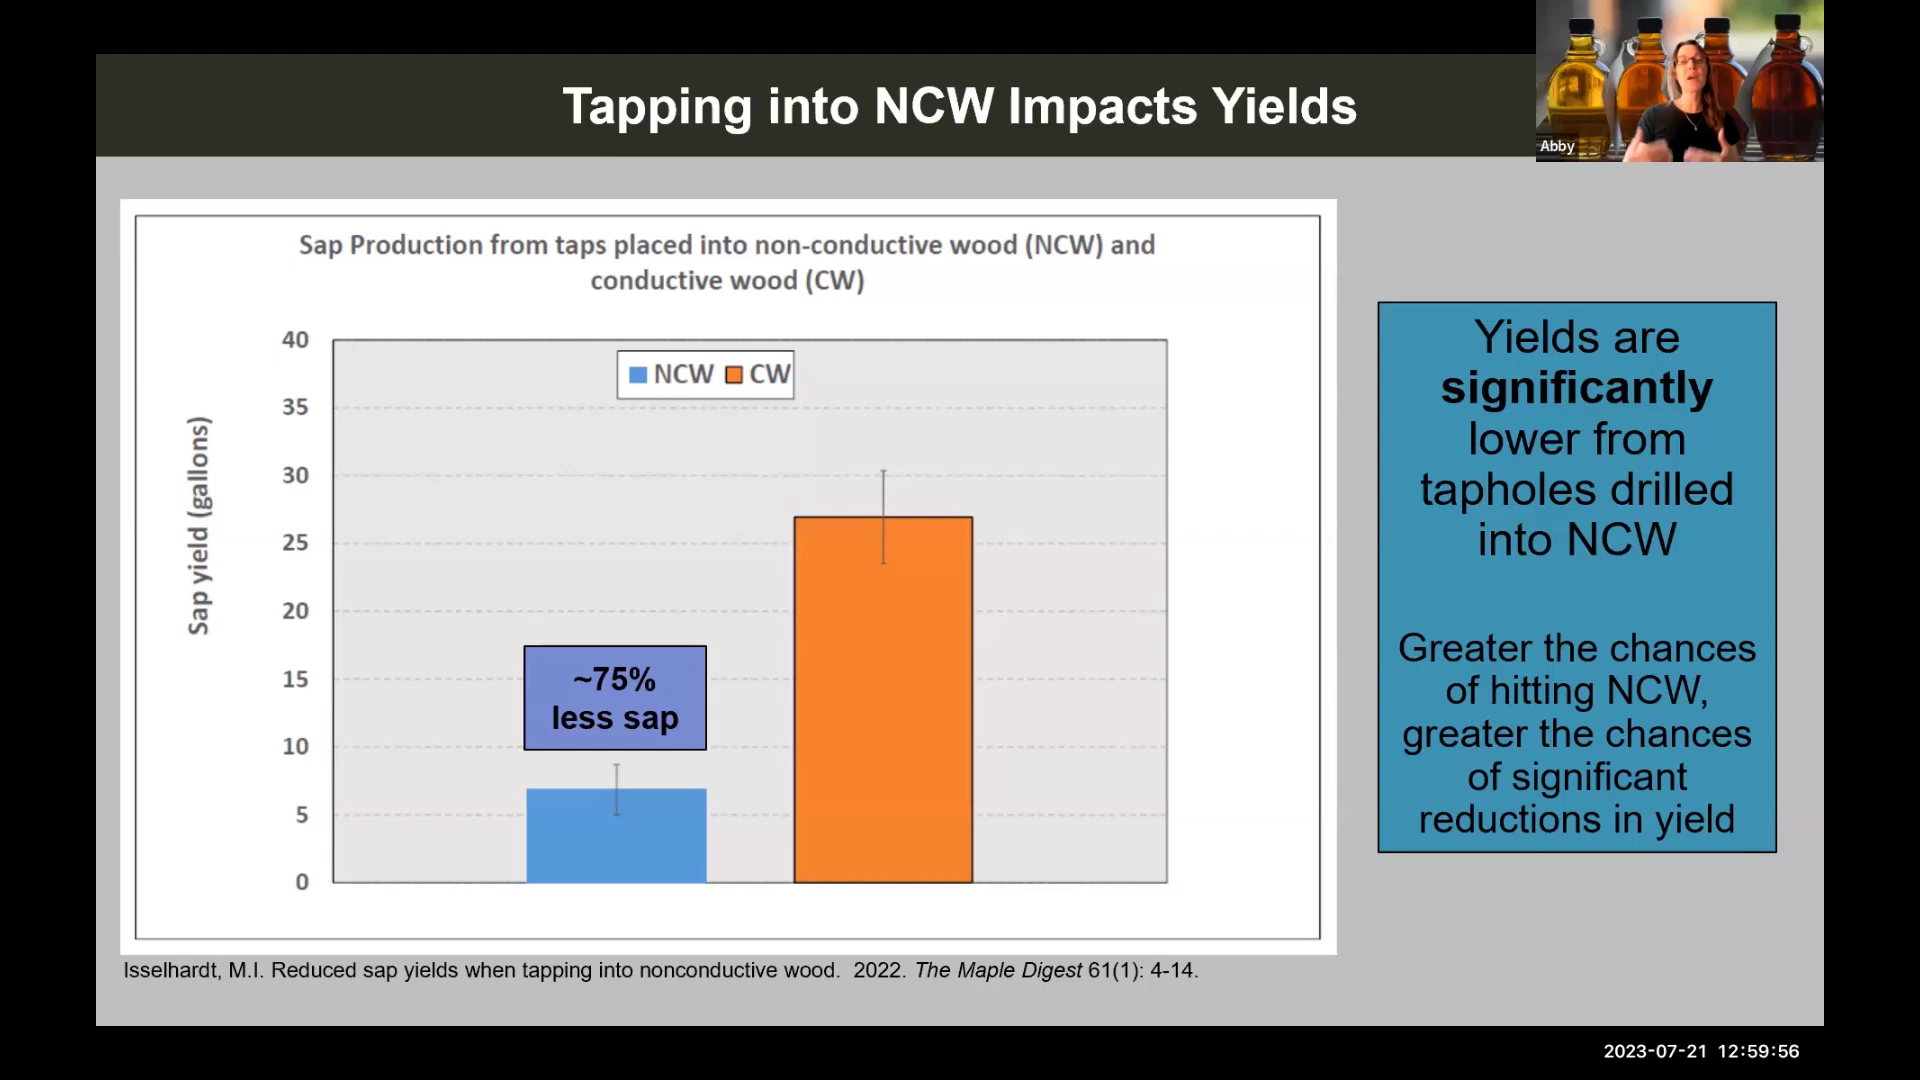 Tapping into NCW Impacts Yields
Abby
Sap Production from taps placed into non-conductive wood (NCW) and
conductive wood (CW)
NCW CW
Sap yield (gallons)
40
35
30
25
20
15
10
5
0
~75%
less sap
Yields are
significantly
lower from
tapholes drilled
into NCW
Greater the chances
of hitting NCW,
greater the chances
of significant
reductions in yield
Isselhardt, M.I. Reduced sap yields when tapping into nonconductive wood. 2022. The Maple Digest 61(1): 4-14.
2023-07-21 12:59:56